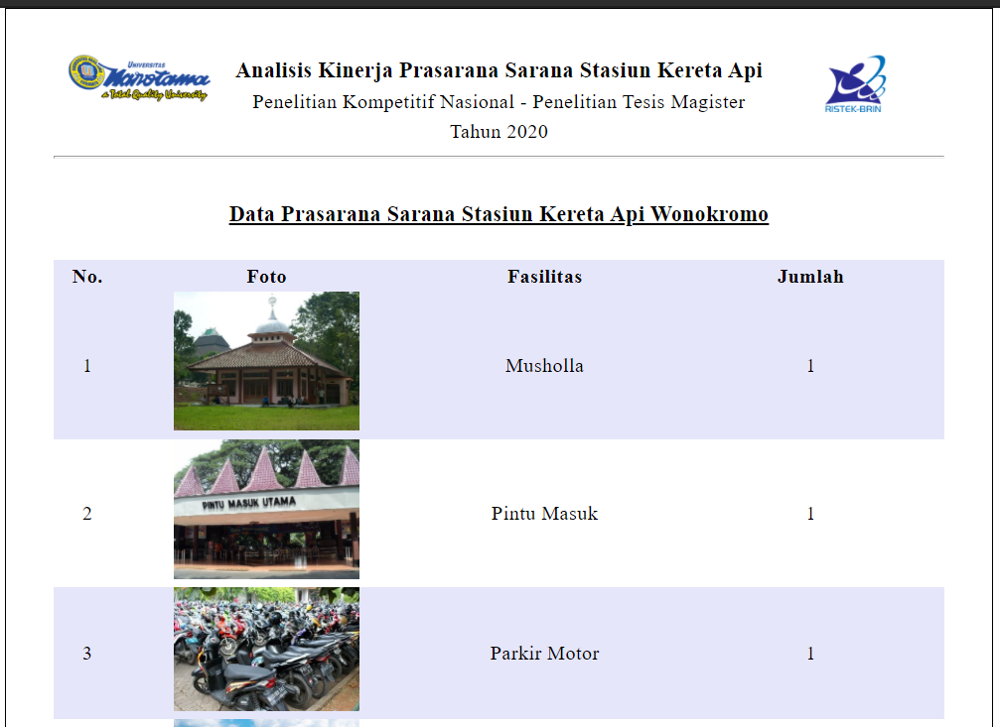 UNIVERSITAS
Narotama
a Total Quality University
Analisis Kinerja Prasarana Sarana Stasiun Kereta Api
Penelitian Kompetitif Nasional - Penelitian Tesis Magister
Tahun 2020
RISTEK-BRIN
Data Prasarana Sarana Stasiun Kereta Api Wonokromo
No. Foto Fasilitas Jumlah
1 Musholla 1
2 PINTU MASUK UTAMA Pintu Masuk 1
3 Parkir Motor 1